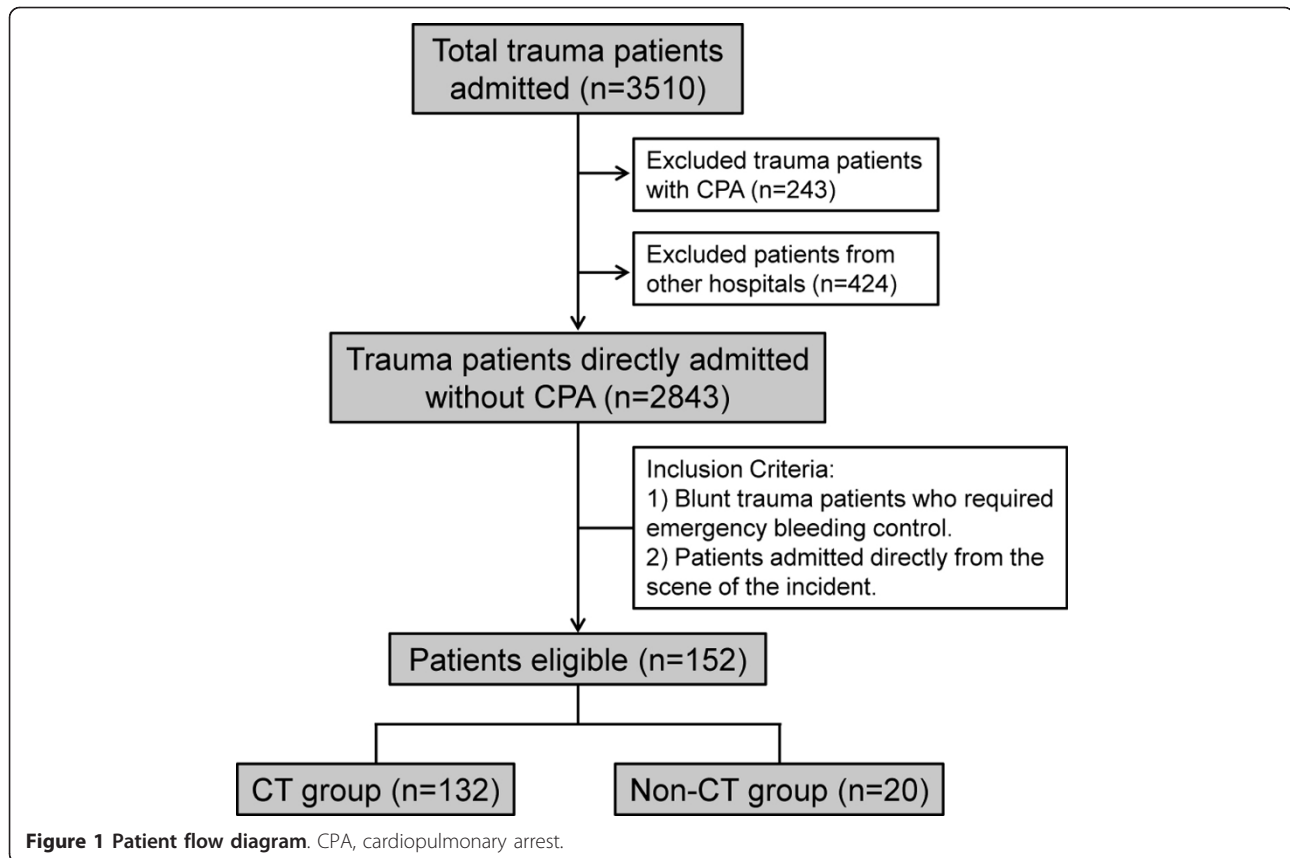 Total trauma patients
admitted (n=3510)
Excluded trauma patients
with CPA (n=243)
Excluded patients from
other hospitals (n=424)
Trauma patients directly admitted
without CPA (n=2843)
Inclusion Criteria:
1) Blunt trauma patients who required
emergency bleeding control.
2) Patients admitted directly from the
scene of the incident.
Patients eligible (n=152)
CT group (n=132)
Non-CT group (n=20)
Figure 1 Patient flow diagram. CPA, cardiopulmonary arrest.